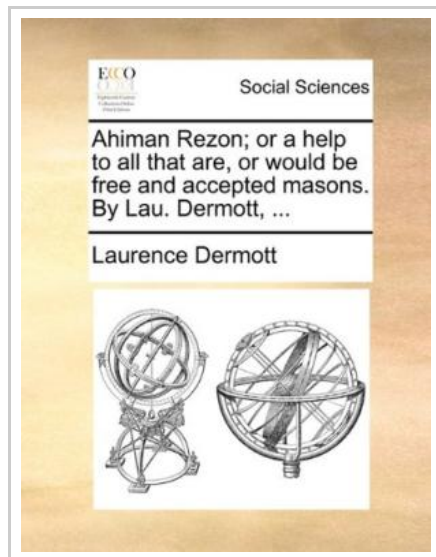 ECCO
Social Sciences
Ahiman Rezon; or a help
to all that are, or would be
free and accepted masons.
By Lau. Dermott, ...
Laurence Dermott